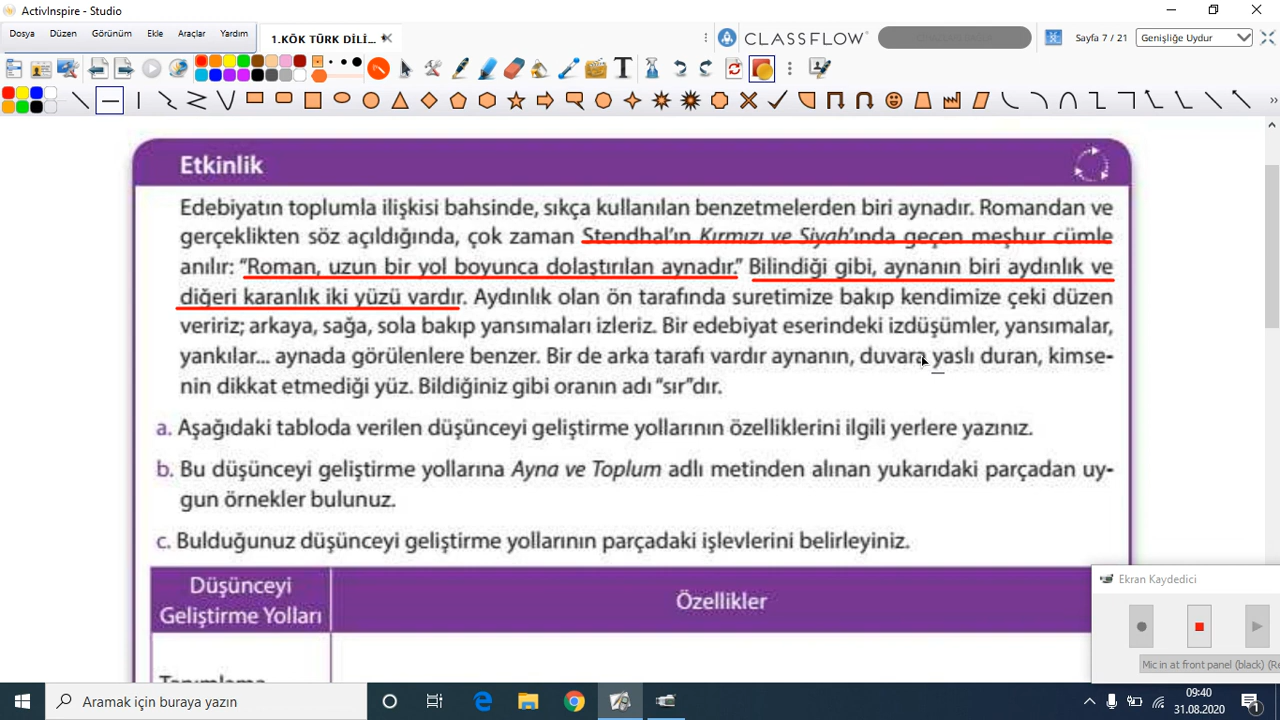 ActivInspire - Studio
Dosya Düzen Görünüm Ekle Araçlar Yardım
1.KÖK TÜRK DİLİ...
CLASSFLOW
Sayfa 7 / 21
Genişliğe Uydur
Etkinlik
Edebiyatın toplumla ilişkisi bahsinde, sıkça kullanılan benzetmelerden biri aynadır. Romandan ve
gerçeklikten söz açıldığında, çok zaman Stendhal'ın Kırmızı ve Siyah'ında geçen meşhur cümle
anılır: “Roman, uzun bir yol boyunca dolaştırılan aynadır.” Bilindiği gibi, aynanın biri aydınlık ve
diğeri karanlık iki yüzü vardır. Aydınlık olan ön tarafında suretimize bakıp kendimize çeki düzen
veririz; arkaya, sağa, sola bakıp yansımaları izleriz. Bir edebiyat eserindeki izdüşümler, yansımalar,
yankılar... aynada görülenlere benzer. Bir de arka tarafı vardır aynanın, duvara yaslı duran, kimse-
nin dikkat etmediği yüz. Bildiğiniz gibi oranın adı “sır”dır.
a. Aşağıdaki tabloda verilen düşünceyi geliştirme yollarının özelliklerini ilgili yerlere yazınız.
b. Bu düşünceyi geliştirme yollarına Ayna ve Toplum adlı metinden alınan yukarıdaki parçadan uy-
gun örnekler bulunuz.
c. Bulduğunuz düşünceyi geliştirme yollarının parçadaki işlevlerini belirleyiniz.
Düşünceyi
Geliştirme Yolları
Özellikler
Tanımlama
Ekran Kaydedici
Mic in at front panel (black) (Re
Aramak için buraya yazın
09:40
31.08.2020
1